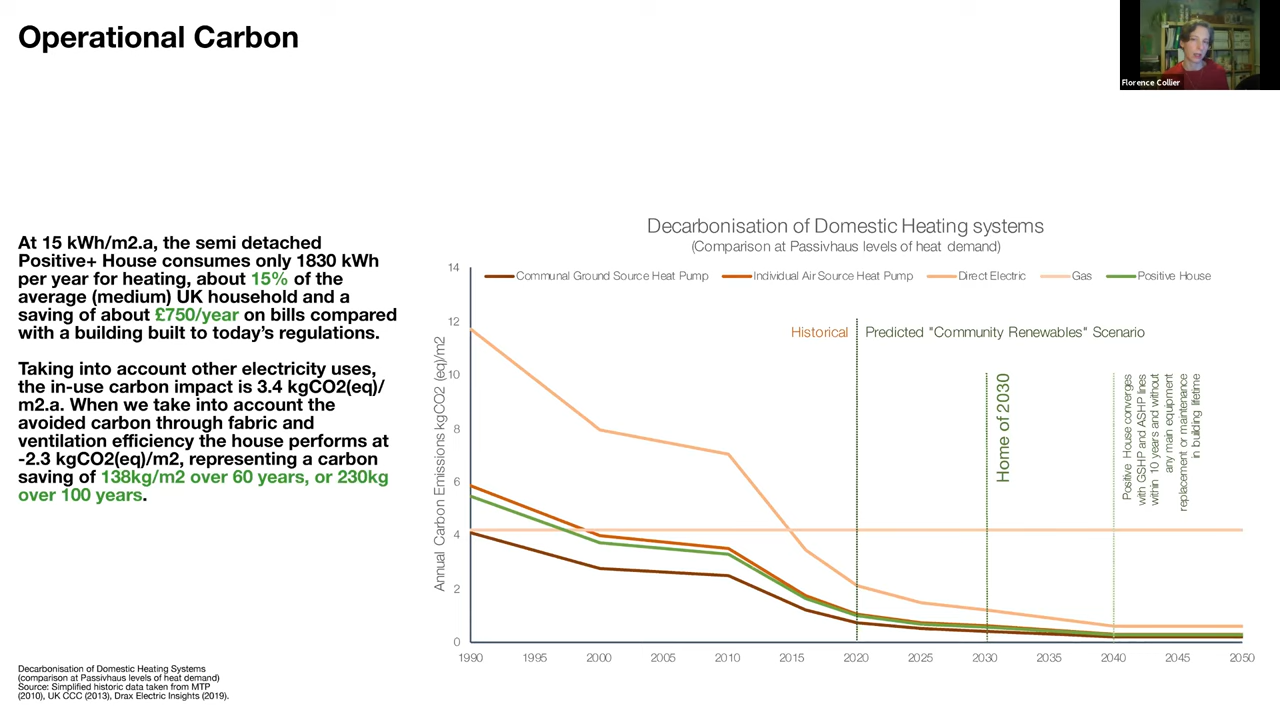 Operational Carbon
Florence Collier
At 15 kWh/m2.a, the semi detached
Positive+ House consumes only 1830 kWh
per year for heating, about 15% of the
average (medium) UK household and a
saving of about £750/year on bills compared
with a building built to today's regulations.
Taking into account other electricity uses,
the in-use carbon impact is 3.4 kgCO2(eq)/
m2.a. When we take into account the
avoided carbon through fabric and
ventilation efficiency the house performs at
-2.3 kgCO2(eq)/m2, representing a carbon
saving of 138kg/m2 over 60 years, or 230kg
over 100 years.
Decarbonisation of Domestic Heating Systems
(comparison at Passivhaus levels of heat demand)
Source: Simplified historic data taken from MTP
(2010), UK CCC (2013), Drax Electric Insights (2019).
Decarbonisation of Domestic Heating systems
(Comparison at Passivhaus levels of heat demand)
Communal Ground Source Heat Pump Individual Air Source Heat Pump Direct Electric Gas Positive House
Historical Predicted "Community Renewables" Scenario
Home of 2030
Positive House converges
with GSHP and ASHP lines
within 10 years and without
any main equipment
replacement or maintenance
in building lifetime
Annual Carbon Emissions kgCO2 (eq)/m2
14
12
10
8
6
4
2
0
1990 1995 2000 2005 2010 2015 2020 2025 2030 2035 2040 2045 2050